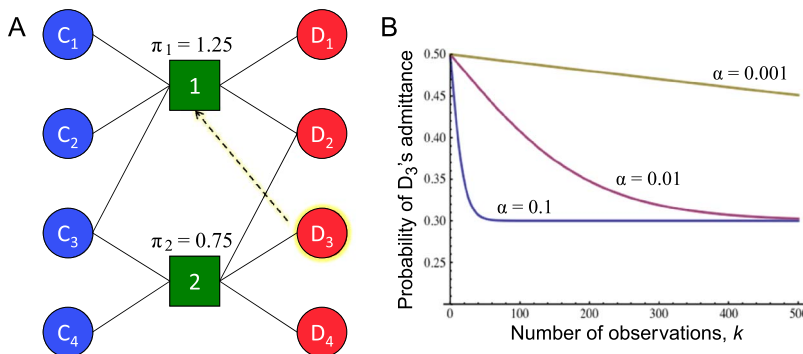 A
C1
C2
C3
C4
π1 = 1.25
1
π2 = 0.75
2
D1
D2
D3
D4
B
Probability of D3's admittance
0.50
0.45
0.40
0.35
0.30
0.25
α = 0.001
α = 0.01
α = 0.1
0
100
200
300
400
500
Number of observations, k